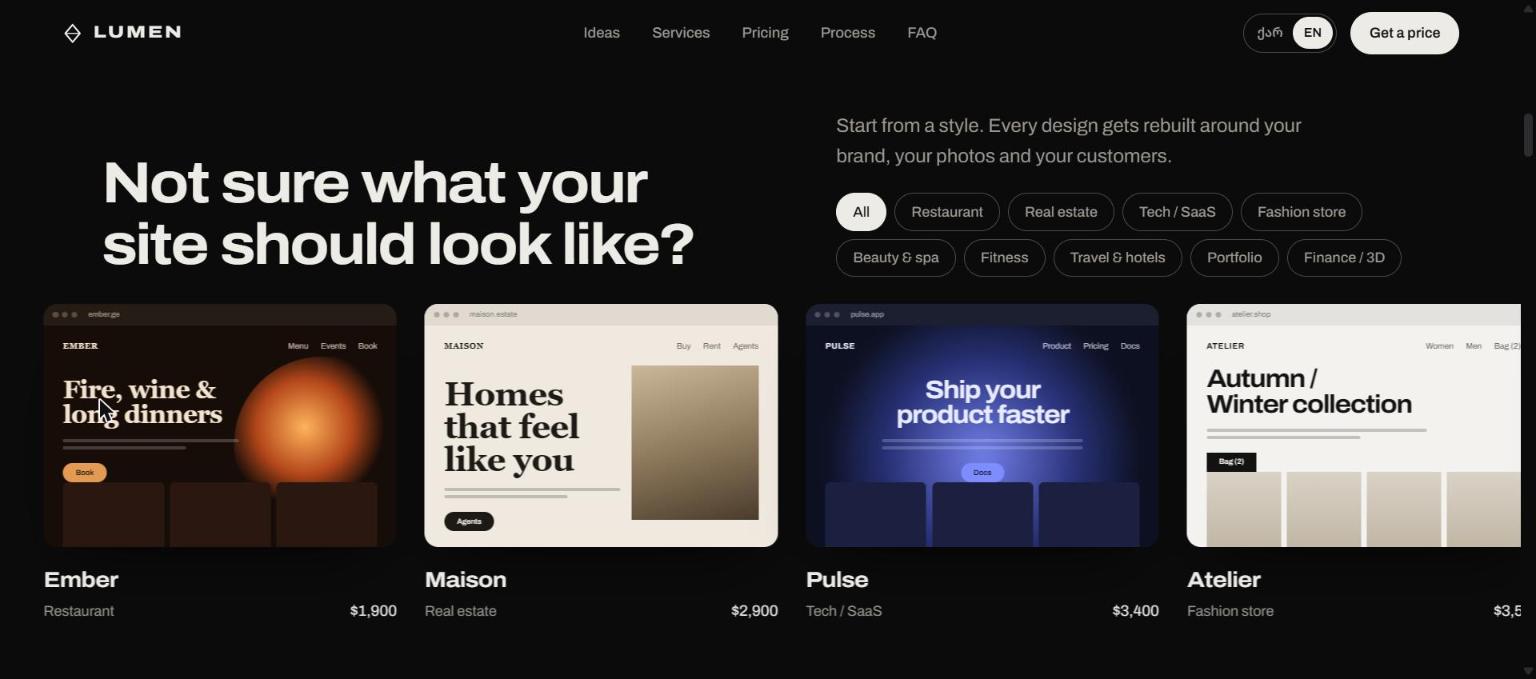 LUMEN
Ideas Services Pricing Process FAQ
ქარ EN
Get a price
Start from a style. Every design gets rebuilt around your
brand, your photos and your customers.
Not sure what your
site should look like?
All Restaurant Real estate Tech / SaaS Fashion store
Beauty & spa Fitness Travel & hotels Portfolio Finance / 3D
ember.ge
EMBER Menu Events Book
Fire, wine &
long dinners
Book
Ember
Restaurant $1,900
maison.estate
MAISON Buy Rent Agents
Homes
that feel
like you
Agents
Maison
Real estate $2,900
pulse.app
PULSE Product Pricing Docs
Ship your
product faster
Docs
Pulse
Tech / SaaS $3,400
atelier.shop
ATELIER Women Men Bag (2)
Autumn /
Winter collection
Bag (2)
Atelier
Fashion store